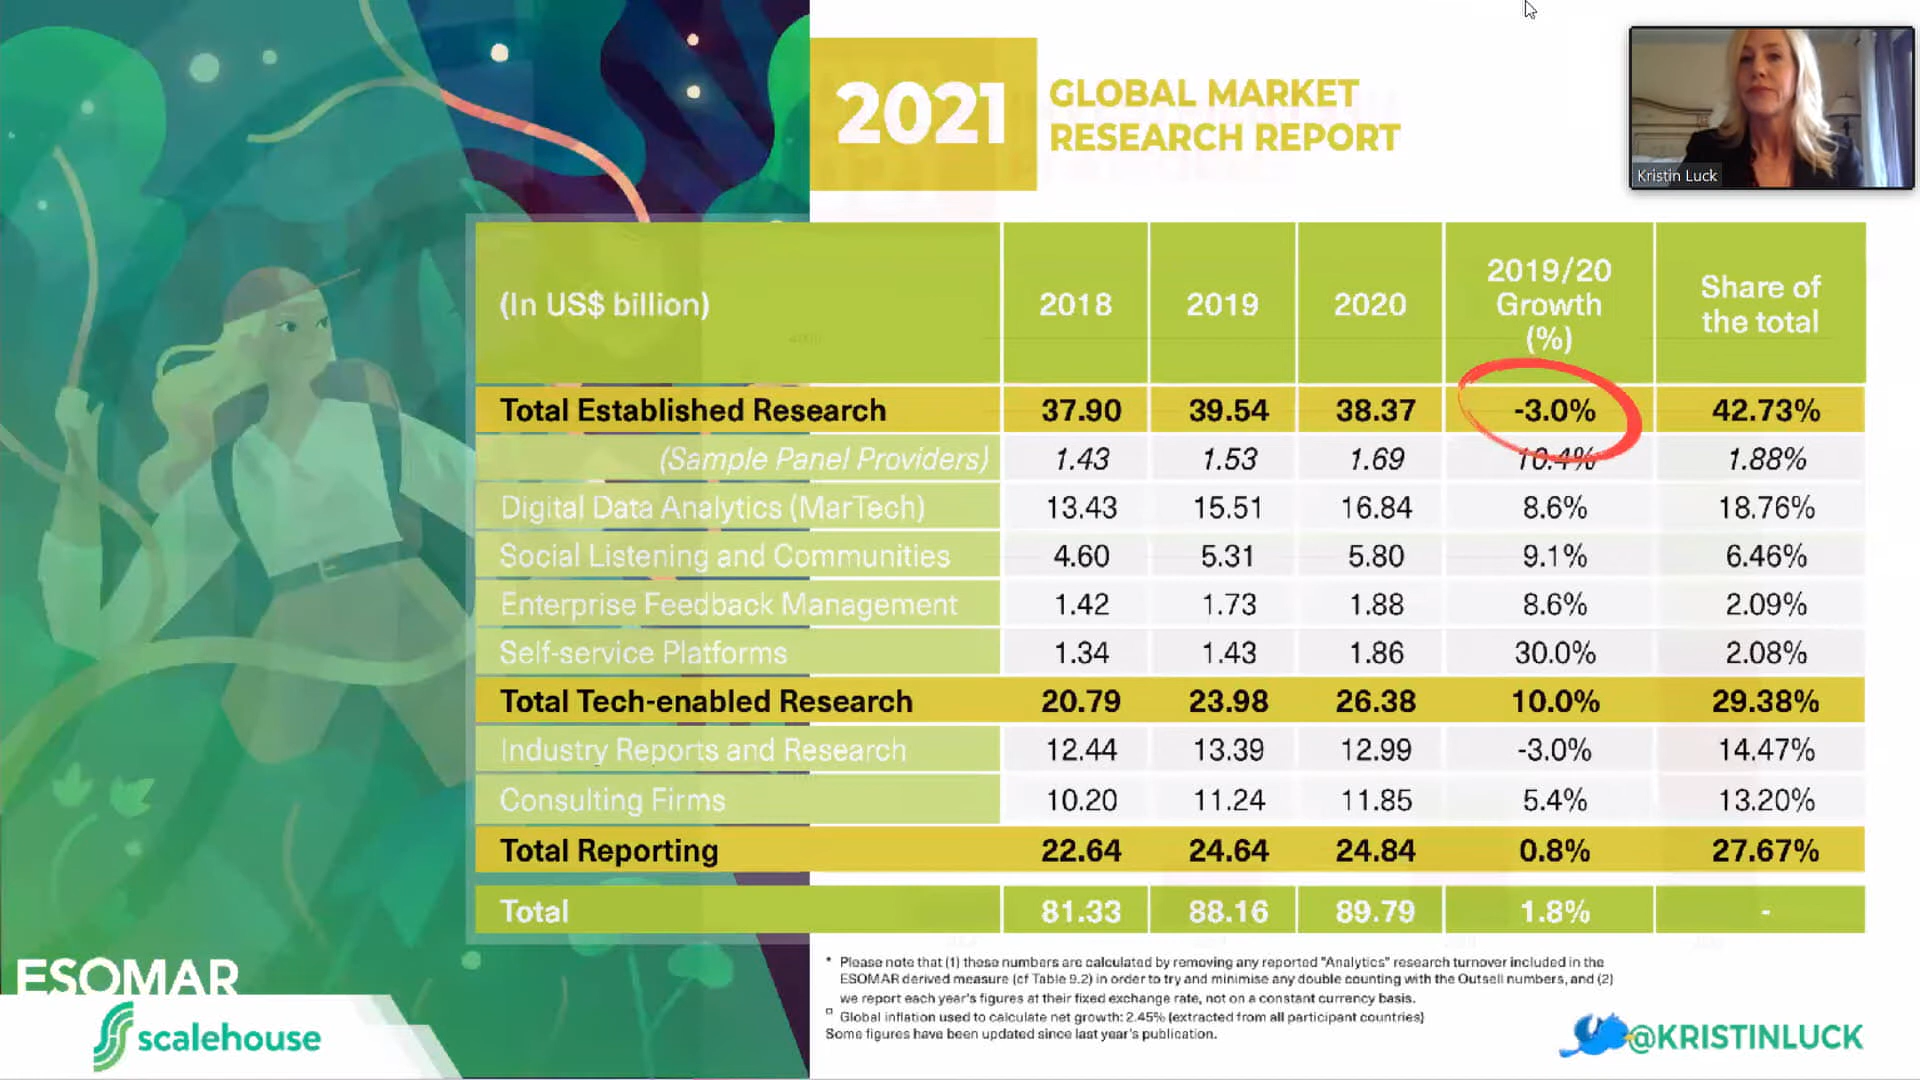 2021
GLOBAL MARKET
RESEARCH REPORT
Kristin Luck
(In US$ billion) 2018 2019 2020 2019/20 Growth (%) Share of the total
Total Established Research 37.90 39.54 38.37 -3.0% 42.73%
(Sample Panel Providers) 1.43 1.53 1.69 10.4% 1.88%
Digital Data Analytics (MarTech) 13.43 15.51 16.84 8.6% 18.76%
Social Listening and Communities 4.60 5.31 5.80 9.1% 6.46%
Enterprise Feedback Management 1.42 1.73 1.88 8.6% 2.09%
Self-service Platforms 1.34 1.43 1.86 30.0% 2.08%
Total Tech-enabled Research 20.79 23.98 26.38 10.0% 29.38%
Industry Reports and Research 12.44 13.39 12.99 -3.0% 14.47%
Consulting Firms 10.20 11.24 11.85 5.4% 13.20%
Total Reporting 22.64 24.64 24.84 0.8% 27.67%
Total 81.33 88.16 89.79 1.8% -
* Please note that (1) these numbers are calculated by removing any reported "Analytics" research turnover included in the
ESOMAR derived measure (cf Table 9.2) in order to try and minimise any double counting with the Outsell numbers, and (2)
we report each year's figures at their fixed exchange rate, not on a constant currency basis.
Global inflation used to calculate net growth: 2.45% (extracted from all participant countries)
Some figures have been updated since last year's publication.
ESOMAR
scalehouse
@KRISTINLUCK